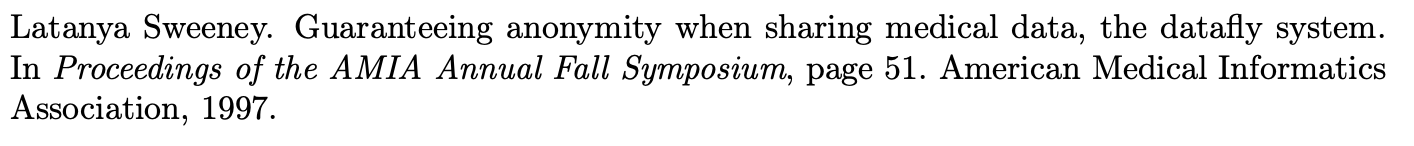 Latanya Sweeney. Guaranteeing anonymity when sharing medical data, the datafly system.
In Proceedings of the AMIA Annual Fall Symposium, page 51. American Medical Informatics
Association, 1997.